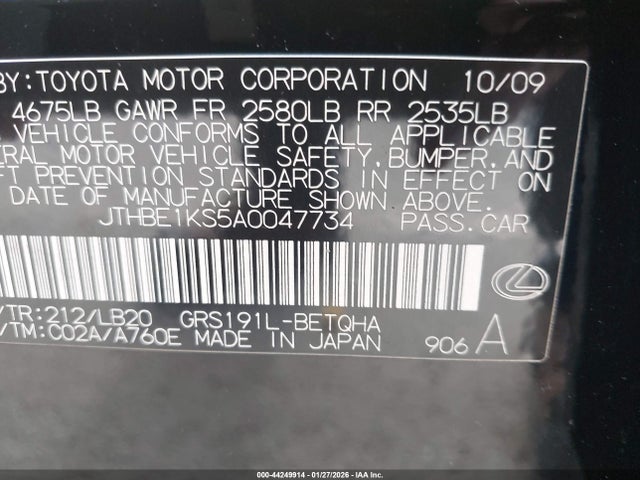 BY: TOYOTA MOTOR CORPORATION 10/09
4675LB GAWR FR 2580LB RR 2535LB
VEHICLE CONFORMS TO ALL APPLICABLE
ERAL MOTOR VEHICLE SAFETY, BUMPER, AND
FT PREVENTION STANDARDS IN EFFECT ON
DATE OF MANUFACTURE SHOWN ABOVE.
JTHBE1KS5A0047734 PASS.CAR
/TR:212/LB20 GRS191L-BETQHA
/TM:C02A/A760E MADE IN JAPAN 906 A
000-44249914 - 01/27/2026 - IAA Inc.